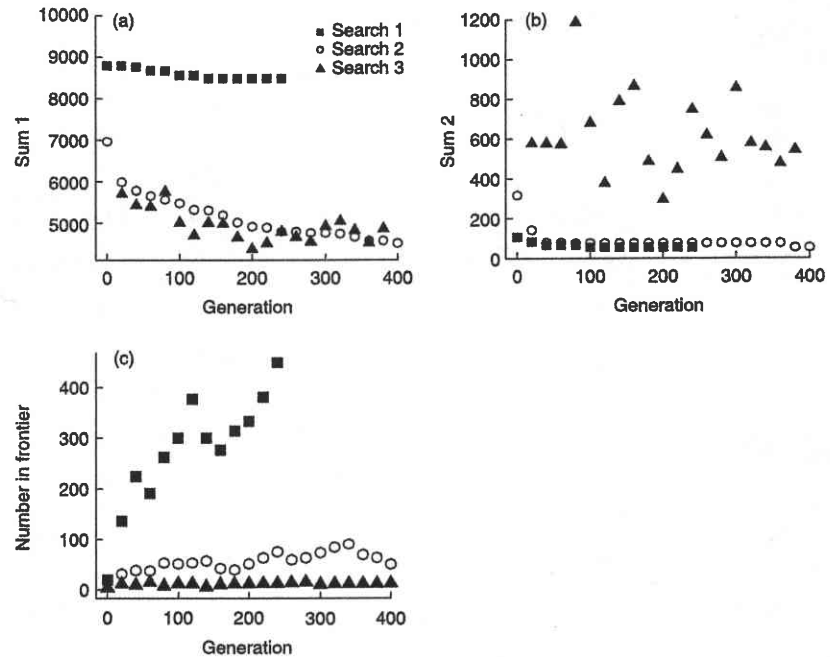 (a)
10000
9000
8000
7000
6000
5000
Sum 1
0 100 200 300 400
Generation
Search 1
Search 2
Search 3
(b)
1200
1000
800
600
400
200
0
Sum 2
0 100 200 300 400
Generation
(c)
400
300
200
100
0
Number in frontier
0 100 200 300 400
Generation